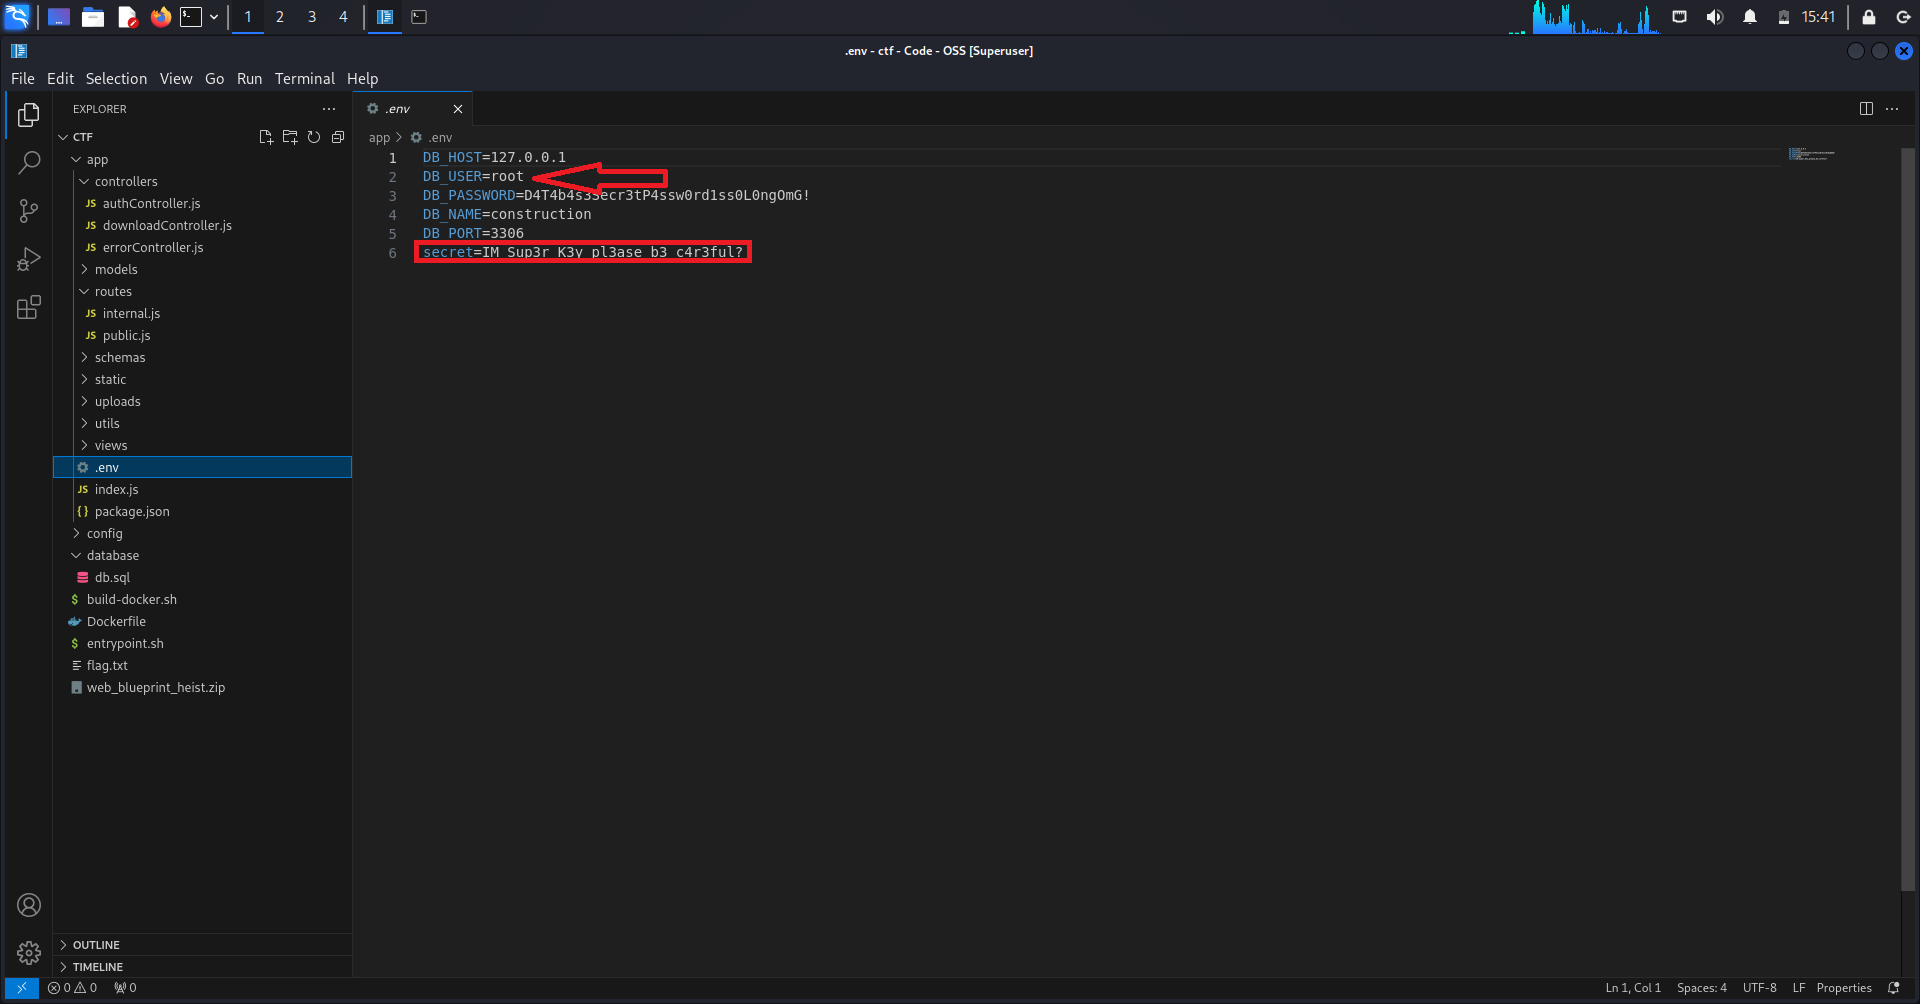 1 2 3 4 15:41
.env - ctf - Code - OSS [Superuser]
File Edit Selection View Go Run Terminal Help
EXPLORER
CTF
app
controllers
JS authController.js
JS downloadController.js
JS errorController.js
models
routes
JS internal.js
JS public.js
schemas
static
uploads
utils
views
.env
JS index.js
{} package.json
config
database
db.sql
$ build-docker.sh
Dockerfile
$ entrypoint.sh
flag.txt
web_blueprint_heist.zip
OUTLINE
TIMELINE
.env
app > .env
1 DB_HOST=127.0.0.1
2 DB_USER=root
3 DB_PASSWORD=D4T4b4s3Secr3tP4ssw0rd1ss0L0ngOmG!
4 DB_NAME=construction
5 DB_PORT=3306
6 secret=IM_Sup3r_K3y_pl3ase_b3_c4r3ful?
0 0 0
Ln 1, Col 1 Spaces: 4 UTF-8 LF Properties